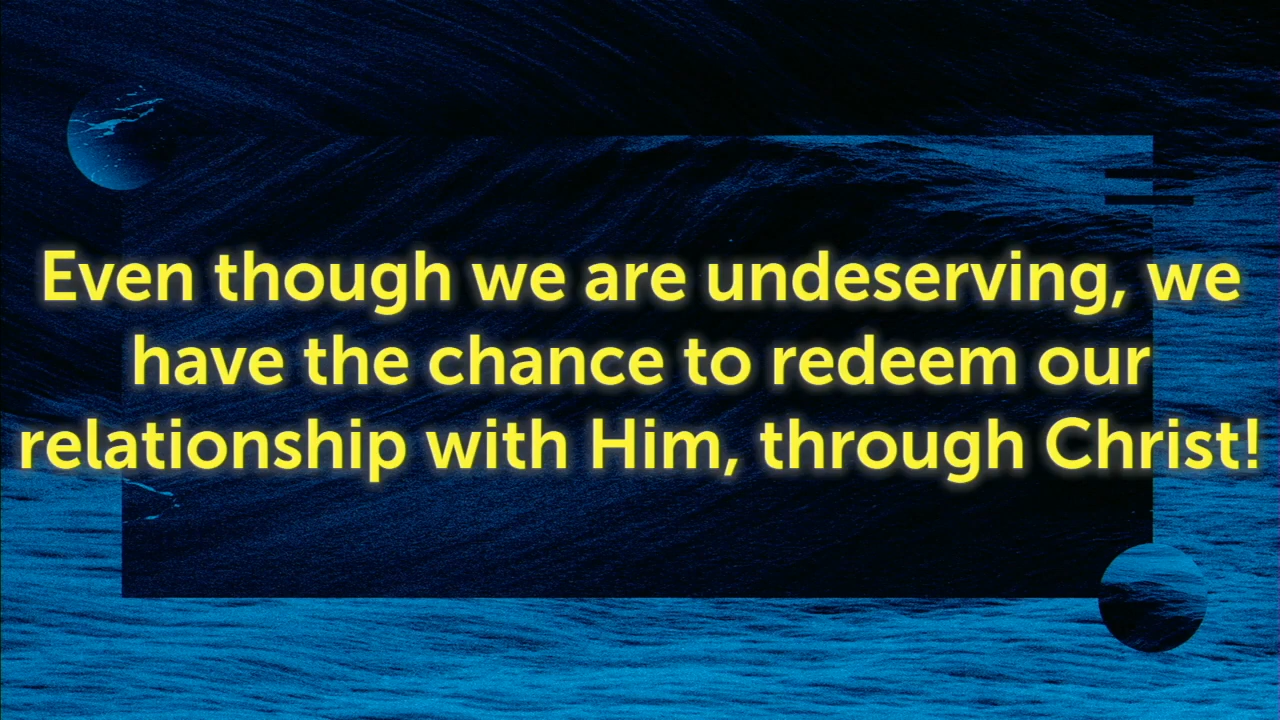 Even though we are undeserving, we
have the chance to redeem our
relationship with Him, through Christ!